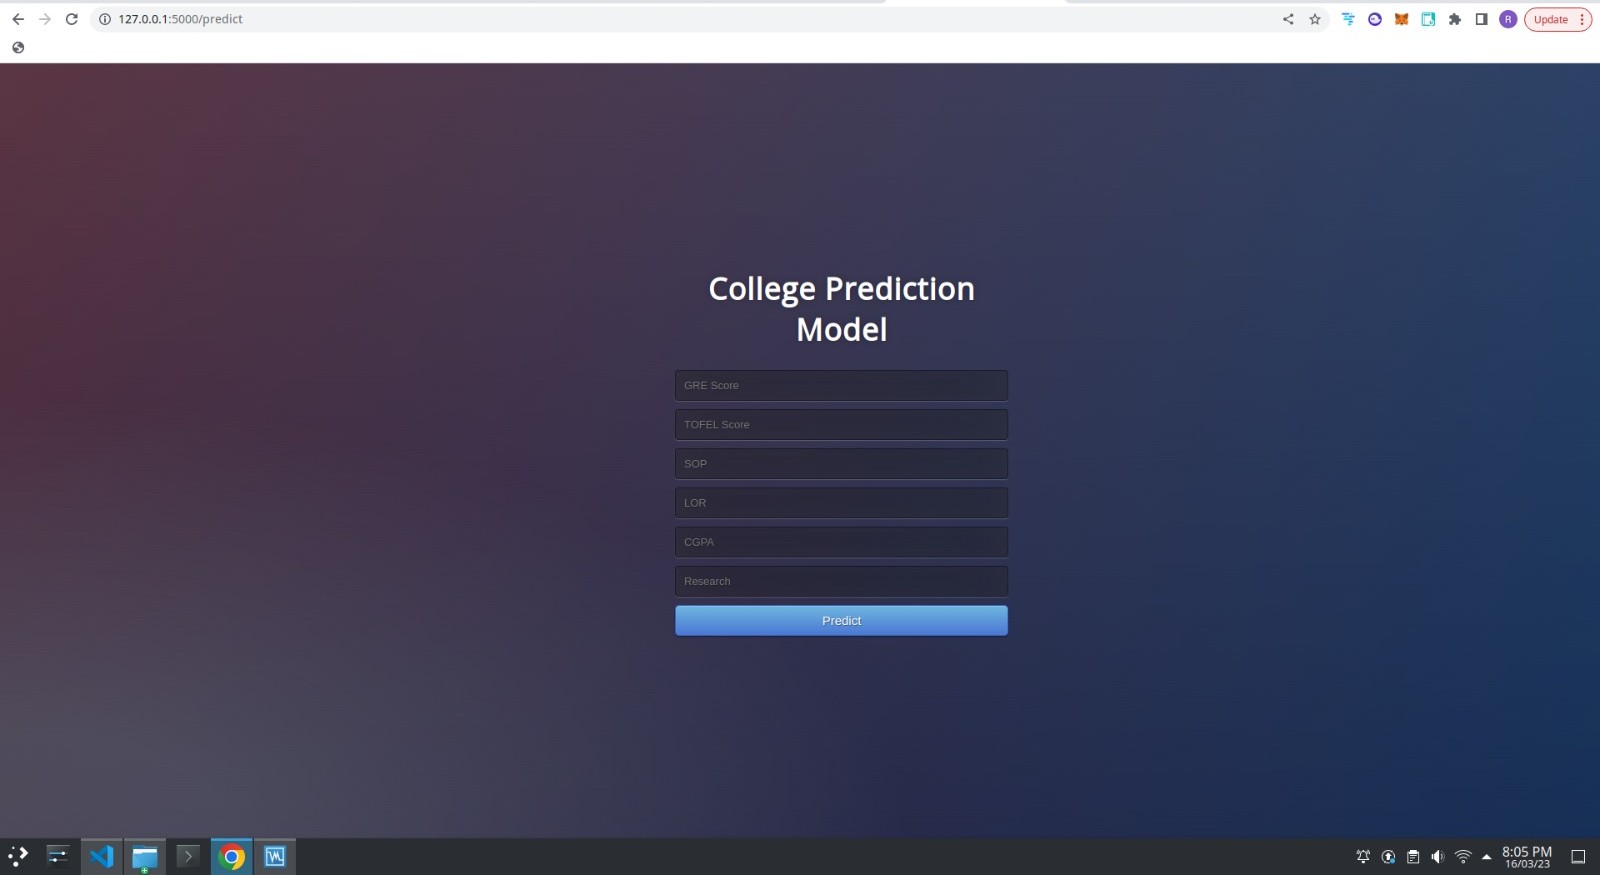 127.0.0.1:5000/predict
R
Update
College Prediction
Model
GRE Score
TOFEL Score
SOP
LOR
CGPA
Research
Predict
8:05 PM
16/03/23